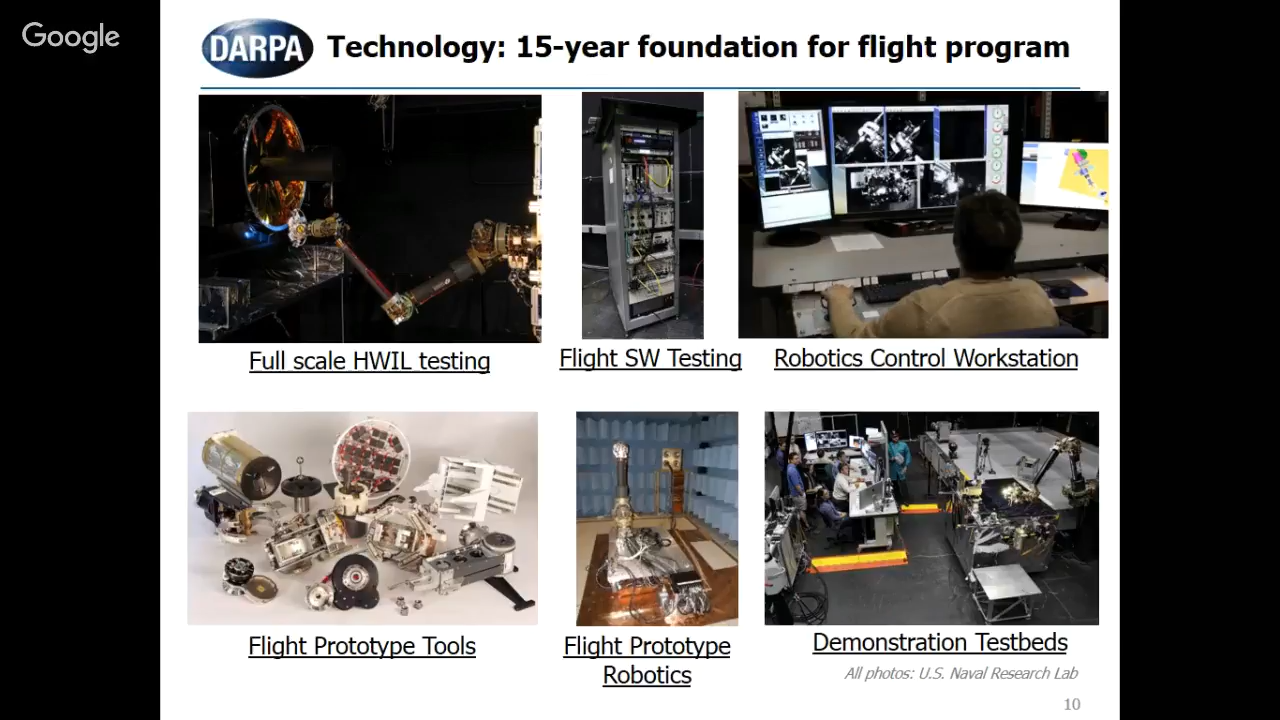 Google
DARPA
Technology: 15-year foundation for flight program
Full scale HWIL testing
Flight SW Testing
Robotics Control Workstation
Flight Prototype Tools
Flight Prototype
Robotics
Demonstration Testbeds
All photos: U.S. Naval Research Lab
10